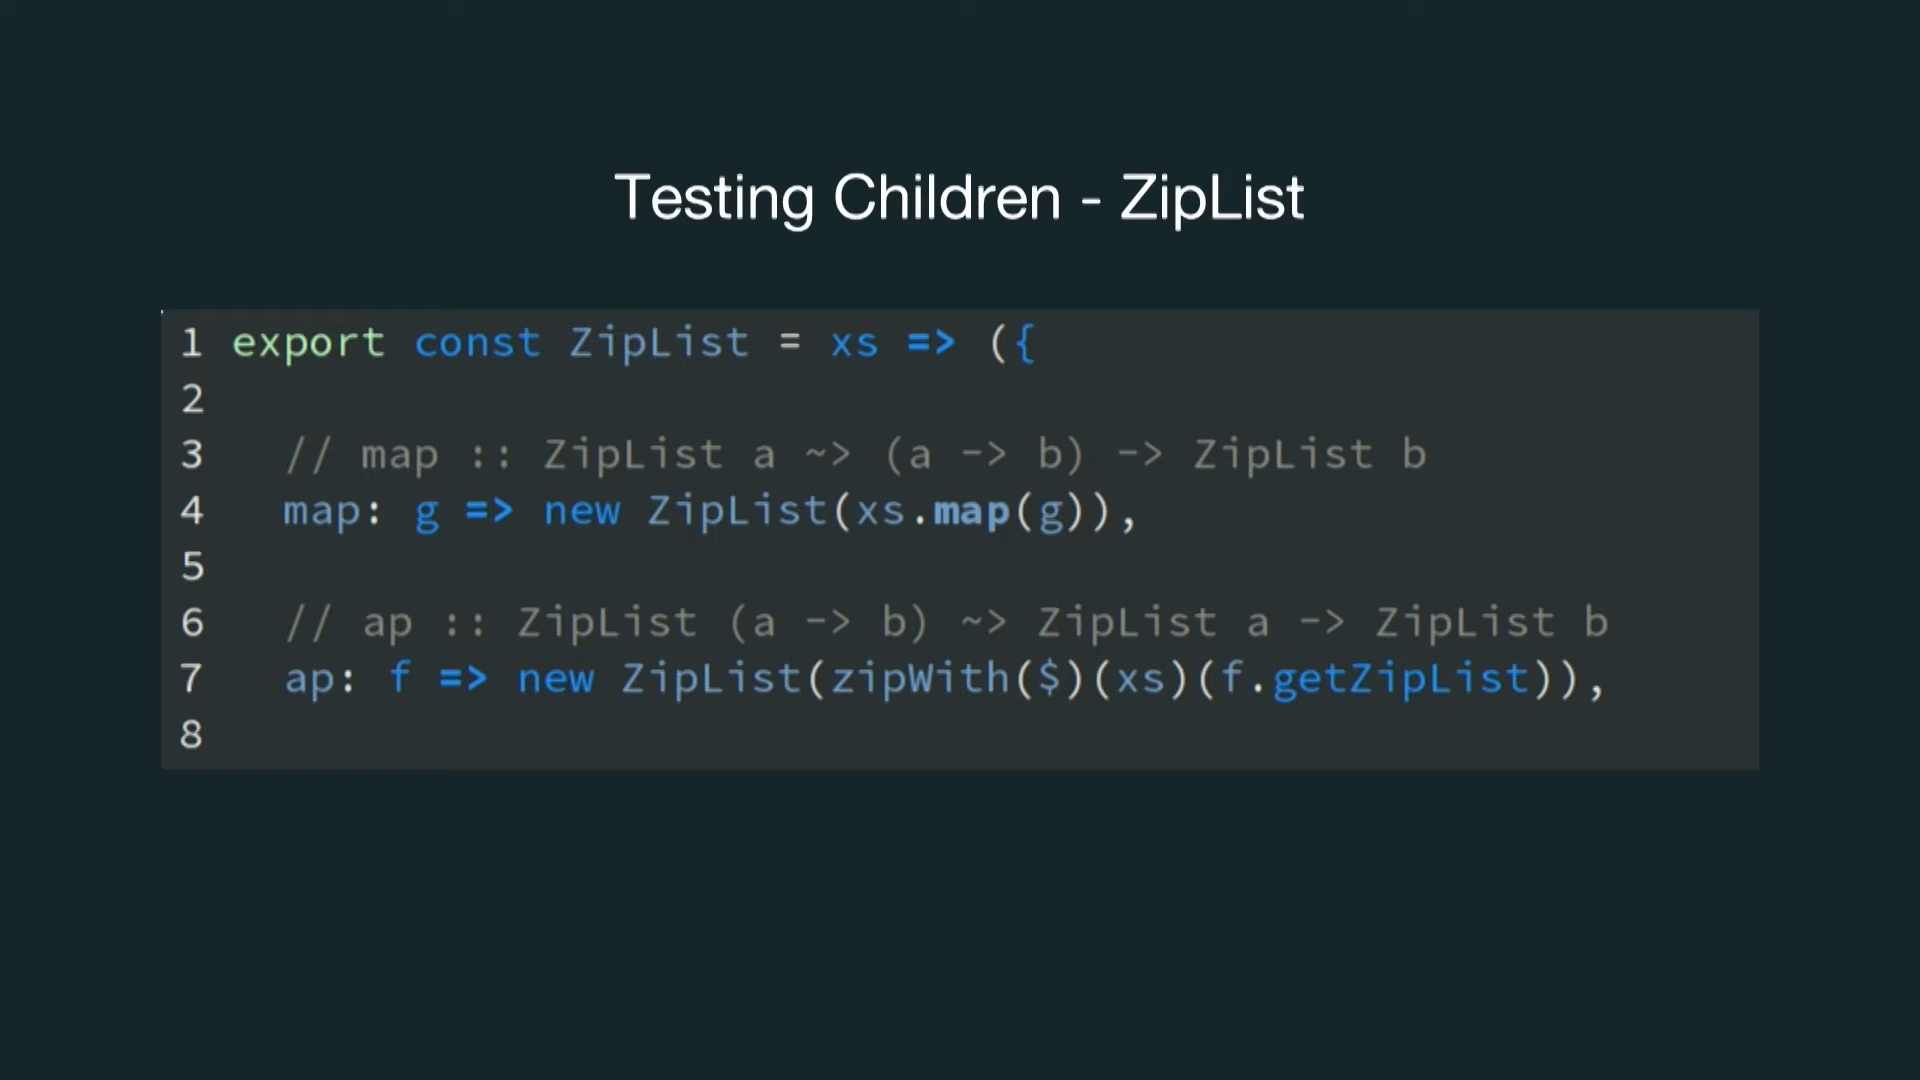 Testing Children - ZipList
1 export const ZipList = xs => ({
2
3   // map :: ZipList a ~> (a -> b) -> ZipList b
4   map: g => new ZipList(xs.map(g)),
5
6   // ap :: ZipList (a -> b) ~> ZipList a -> ZipList b
7   ap: f => new ZipList(zipWith($)(xs)(f.getZipList)),
8